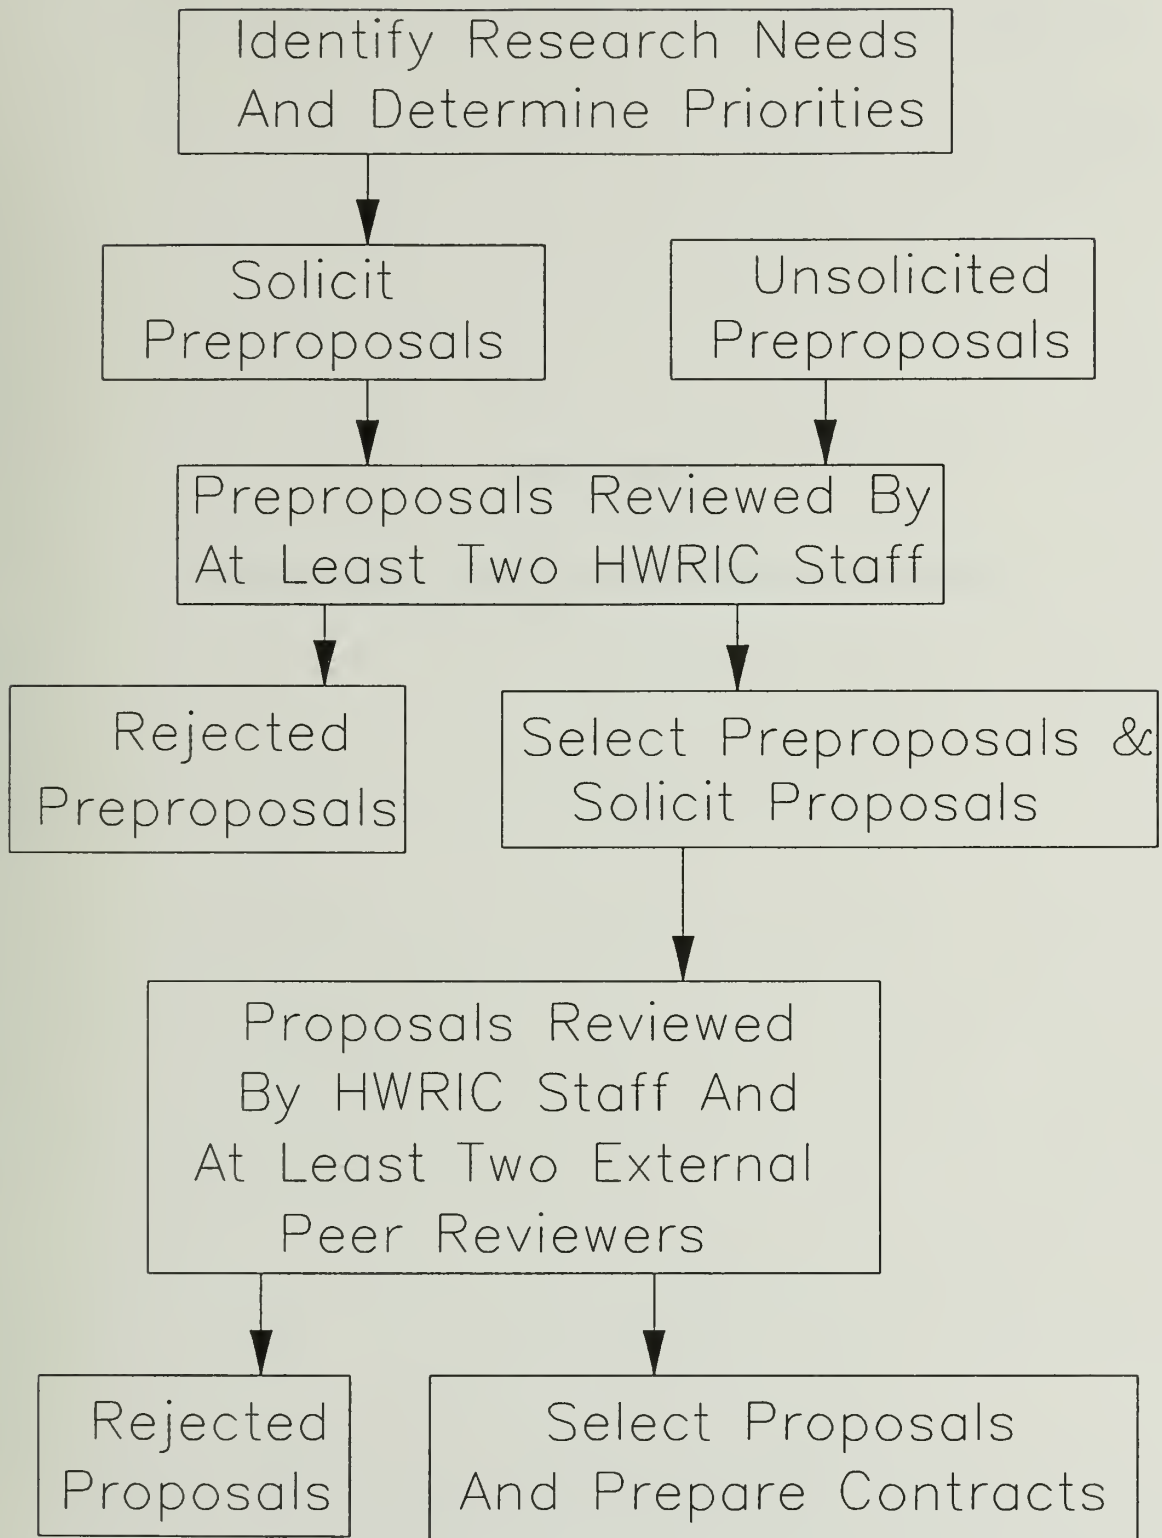 Identify Research Needs
And Determine Priorities
Solicit
Preproposals
Unsolicited
Preproposals
Preproposals Reviewed By
At Least Two HWRIC Staff
Rejected
Preproposals
Select Preproposals &
Solicit Proposals
Proposals Reviewed
By HWRIC Staff And
At Least Two External
Peer Reviewers
Rejected
Proposals
Select Proposals
And Prepare Contracts